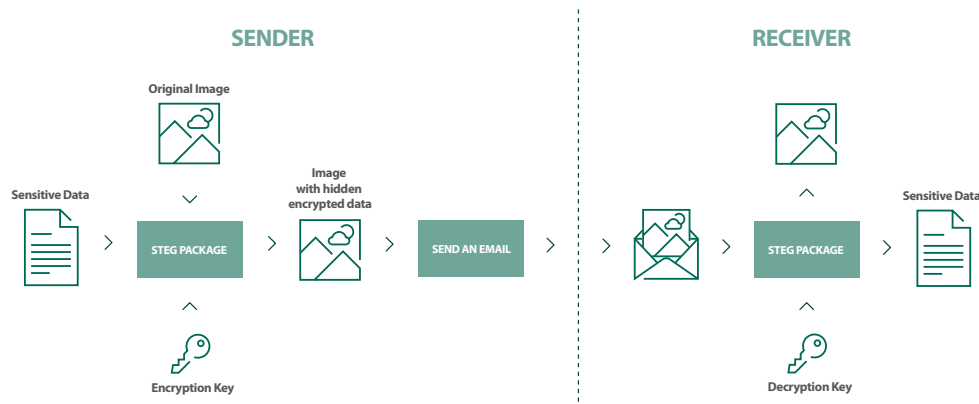 SENDER
RECEIVER
Original Image
Sensitive Data
Image
with hidden
encrypted data
STEG PACKAGE
SEND AN EMAIL
Encryption Key
Sensitive Data
STEG PACKAGE
Decryption Key